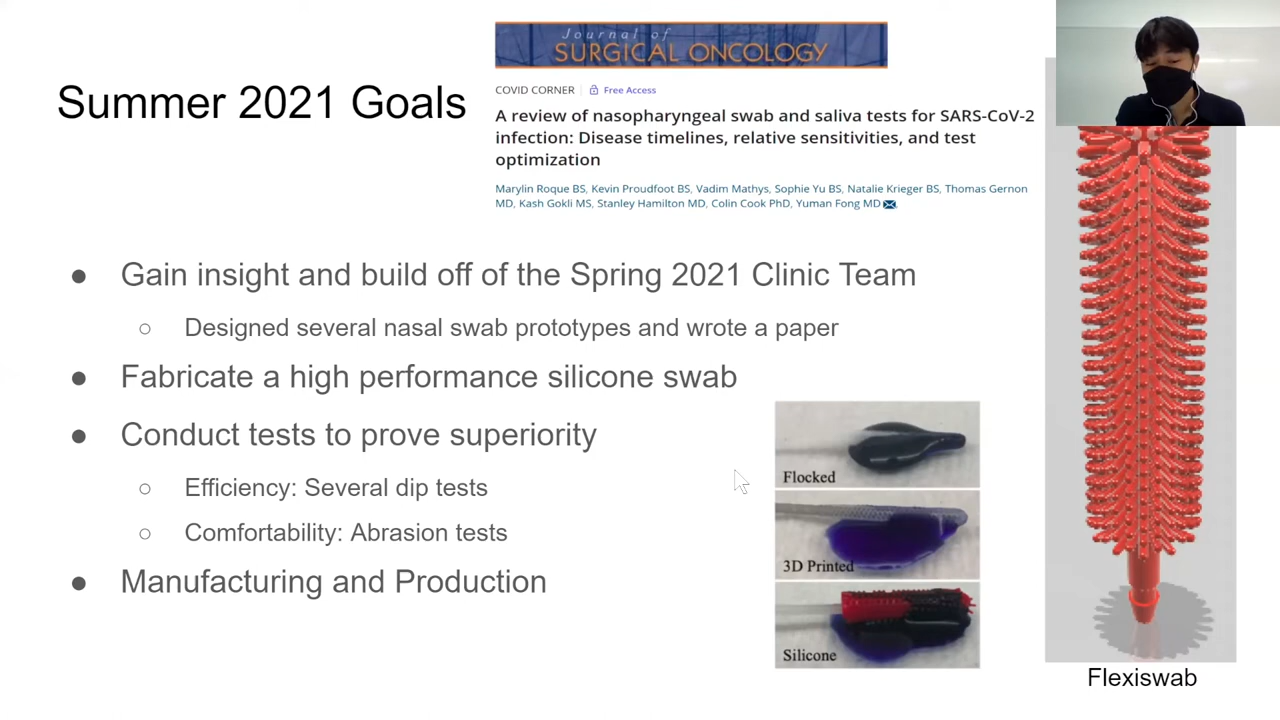 Summer 2021 Goals
Journal of
SURGICAL ONCOLOGY
COVID CORNER Free Access
A review of nasopharyngeal swab and saliva tests for SARS-CoV-2
infection: Disease timelines, relative sensitivities, and test
optimization
Marylin Roque BS, Kevin Proudfoot BS, Vadim Mathys, Sophie Yu BS, Natalie Krieger BS, Thomas Gernon
MD, Kash Gokli MS, Stanley Hamilton MD, Colin Cook PhD, Yuman Fong MD
● Gain insight and build off of the Spring 2021 Clinic Team
○ Designed several nasal swab prototypes and wrote a paper
● Fabricate a high performance silicone swab
● Conduct tests to prove superiority
○ Efficiency: Several dip tests
○ Comfortability: Abrasion tests
● Manufacturing and Production
Flocked
3D Printed
Silicone
Flexiswab